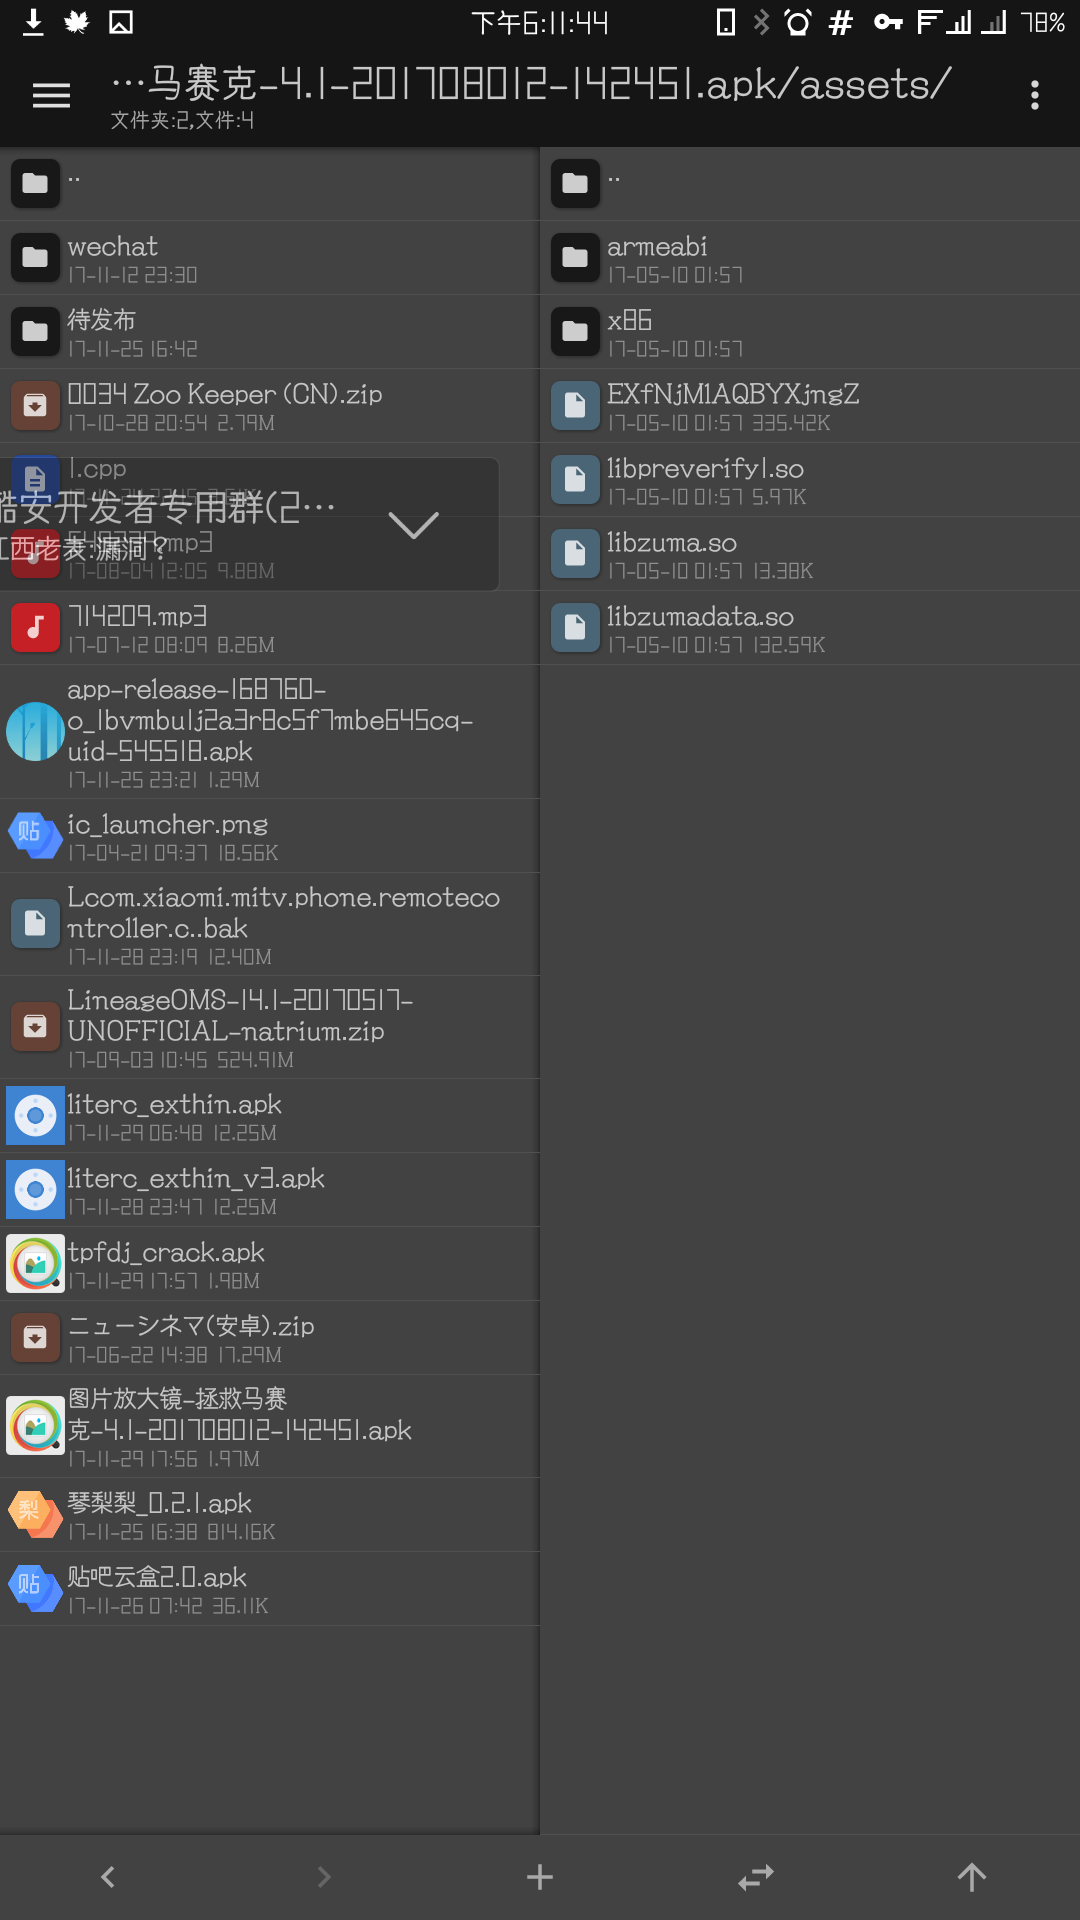 下午6:11:44
78%
…马赛克-4.1-201708012-142451.apk/assets/
文件夹:2,文件:4
..
wechat
17-11-12 23:30
待发布
17-11-25 16:42
0034 Zoo Keeper (CN).zip
17-10-28 20:54 2.79M
1.cpp
酷安开发者专用群(2…
江西老表:漏洞？
.mp3
17-08-04 12:05 9.88M
714209.mp3
17-07-12 08:09 8.26M
app-release-168760-
o_1bvmbu1j2a3r8c5f7mbe645cq-
uid-545518.apk
17-11-25 23:21 1.29M
贴
ic_launcher.png
17-04-21 09:37 18.56K
Lcom.xiaomi.mitv.phone.remoteco
ntroller.c..bak
17-11-28 23:19 12.40M
LineageOMS-14.1-20170517-
UNOFFICIAL-natrium.zip
17-09-03 10:45 524.91M
literc_exthin.apk
17-11-29 06:48 12.25M
literc_exthin_v3.apk
17-11-28 23:47 12.25M
tpfdj_crack.apk
17-11-29 17:57 1.98M
ニューシネマ(安卓).zip
17-06-22 14:38 17.29M
图片放大镜-拯救马赛
克-4.1-201708012-142451.apk
17-11-29 17:56 1.97M
梨
琴梨梨_0.2.1.apk
17-11-25 16:38 814.16K
贴
贴吧云盒2.0.apk
17-11-26 07:42 36.11K
..
armeabi
17-05-10 01:57
x86
17-05-10 01:57
EXfNjM1AQBYXjmgZ
17-05-10 01:57 335.42K
libpreverify1.so
17-05-10 01:57 5.97K
libzuma.so
17-05-10 01:57 13.38K
libzumadata.so
17-05-10 01:57 132.59K